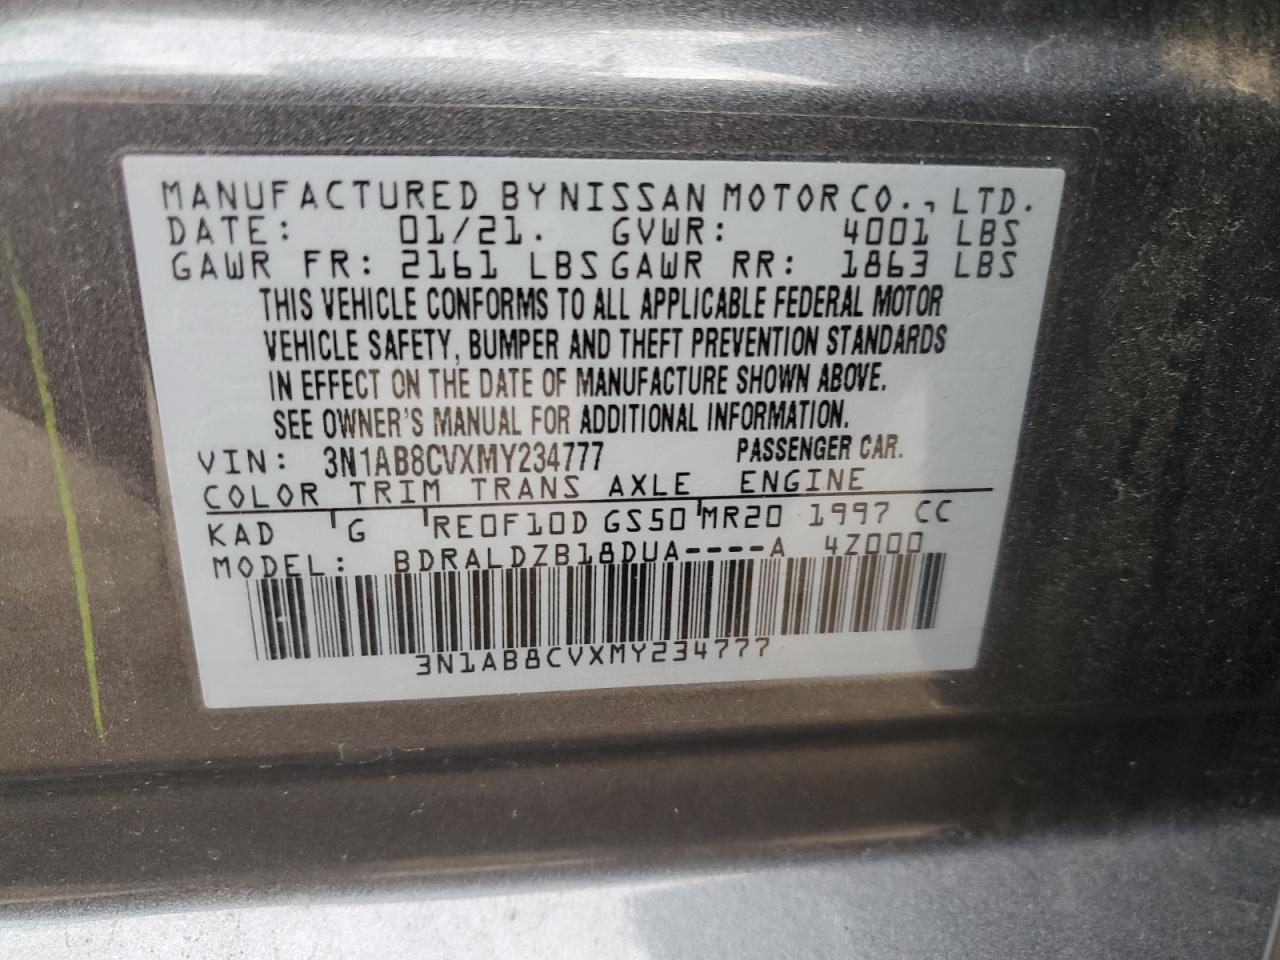 MANUFACTURED BY NISSAN MOTOR CO., LTD.
DATE: 01/21. GVWR: 4001 LBS
GAWR FR: 2161 LBS GAWR RR: 1863 LBS
THIS VEHICLE CONFORMS TO ALL APPLICABLE FEDERAL MOTOR
VEHICLE SAFETY, BUMPER AND THEFT PREVENTION STANDARDS
IN EFFECT ON THE DATE OF MANUFACTURE SHOWN ABOVE.
SEE OWNER'S MANUAL FOR ADDITIONAL INFORMATION.
VIN: 3N1AB8CVXMY234777 PASSENGER CAR.
COLOR TRIM TRANS AXLE ENGINE
KAD G RE0F10D GS50 MR20 1997 CC
MODEL: BDRALDZB18DUA----A 4Z000
3N1AB8CVXMY234777